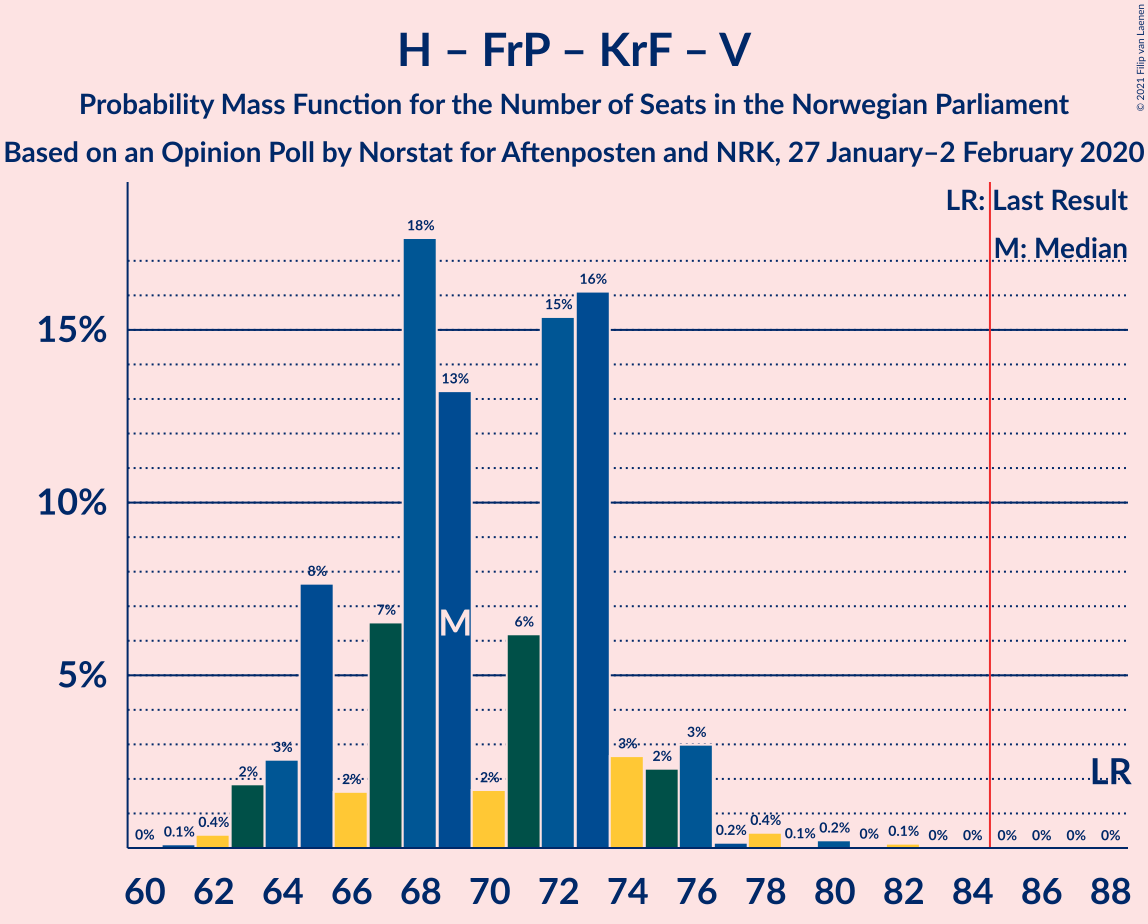 H – FrP – KrF – V
Probability Mass Function for the Number of Seats in the Norwegian Parliament
Based on an Opinion Poll by Norstat for Aftenposten and NRK, 27 January–2 February 2020
© 2021 Filip van Laenen
LR: Last Result
M: Median
15%
10%
5%
0% 0.1% 0.4% 2% 3% 8% 2% 7% 18% 13% 2% 6% 15% 16% 3% 2% 3% 0.2% 0.4% 0.1% 0.2% 0% 0.1% 0% 0% 0% 0% 0% 0%
M
LR
60 62 64 66 68 70 72 74 76 78 80 82 84 86 88